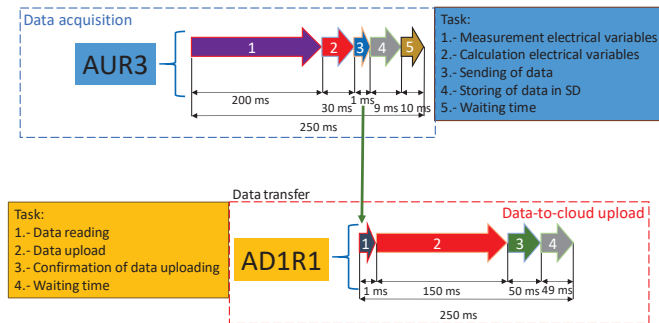 Data acquisition
AUR3
1
2
3
4
5
200 ms
30 ms
1 ms
9 ms
10 ms
250 ms
Task:
1.- Measurement electrical variables
2.- Calculation electrical variables
3.- Sending of data
4.- Storing of data in SD
5.- Waiting time
Data transfer
Task:
1.- Data reading
2.- Data upload
3.- Confirmation of data uploading
4.- Waiting time
Data-to-cloud upload
AD1R1
1
2
3
4
1 ms
150 ms
50 ms
49 ms
250 ms